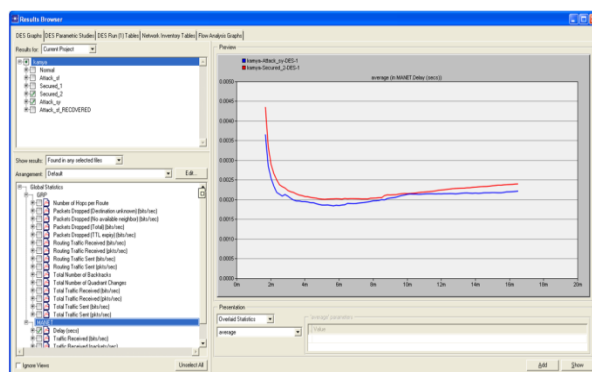 Results Browser
DES Graphs DES Parametric Studies DES Run (1) Tables Network Inventory Tables Flow Analysis Graphs
Results for: Current Project
Normal
Attack_sf
Secured_1
Secured_2
Attack_sy
Attack_sf_RECOVERED
Show results: Found in any selected files
Arrangement: Default Edit...
Global Statistics
GRP
Number of Hops per Route
Packets Dropped (Destination unknown) (bits/sec)
Packets Dropped (No available neighbor) (bits/sec)
Packets Dropped (Total) (bits/sec)
Packets Dropped (TTL expiry) (bits/sec)
Routing Traffic Received (bits/sec)
Routing Traffic Received (pkts/sec)
Routing Traffic Sent (bits/sec)
Routing Traffic Sent (pkts/sec)
Total Number of Backtracks
Total Number of Quadrant Changes
Total Traffic Received (bits/sec)
Total Traffic Received (pkts/sec)
Total Traffic Sent (bits/sec)
Total Traffic Sent (pkts/sec)
MANET
Delay (secs)
Traffic Received (bits/sec)
Traffic Received (packets/sec)
Ignore Views
Unselect All
Preview
kamya-Attack_sy-DES-1
kamya-Secured_2-DES-1
average (in MANET.Delay (secs))
0.0050
0.0045
0.0040
0.0035
0.0030
0.0025
0.0020
0.0015
0.0010
0.0005
0.0000
0m 2m 4m 6m 8m 10m 12m 14m 16m 18m 20m
Presentation
Overlaid Statistics
average
Value
Add Show